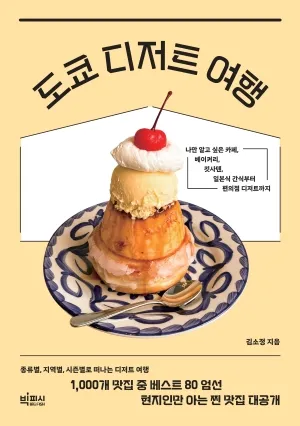 도쿄 디저트 여행
나만 알고 싶은 카페,
베이커리,
킷사텐,
일본식 간식부터
편의점 디저트까지
김소정 지음
종류별, 지역별, 시즌별로 떠나는 디저트 여행
1,000개 맛집 중 베스트 80 엄선
현지인만 아는 찐 맛집 대공개
빅피시
BIG FISH